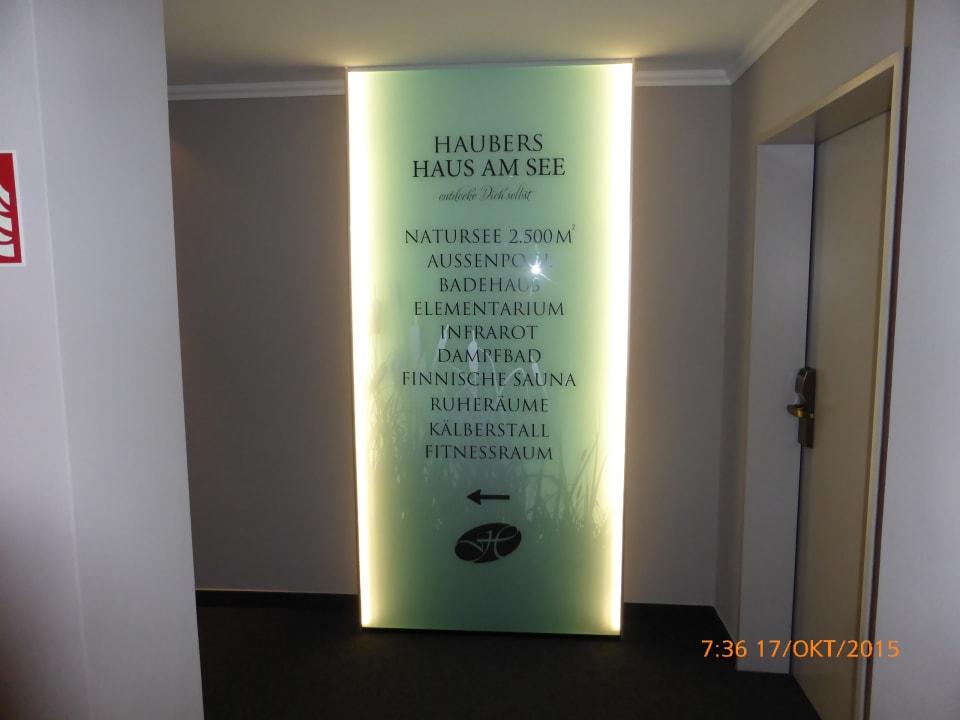 HAUBERS
HAUS AM SEE
entdecke Dich selbst
NATURSEE 2.500 M²
AUSSENPOOL
BADEHAUS
ELEMENTARIUM
INFRAROT
DAMPFBAD
FINNISCHE SAUNA
RUHERÄUME
KÄLBERSTALL
FITNESSRAUM
H
7:36 17/OKT/2015